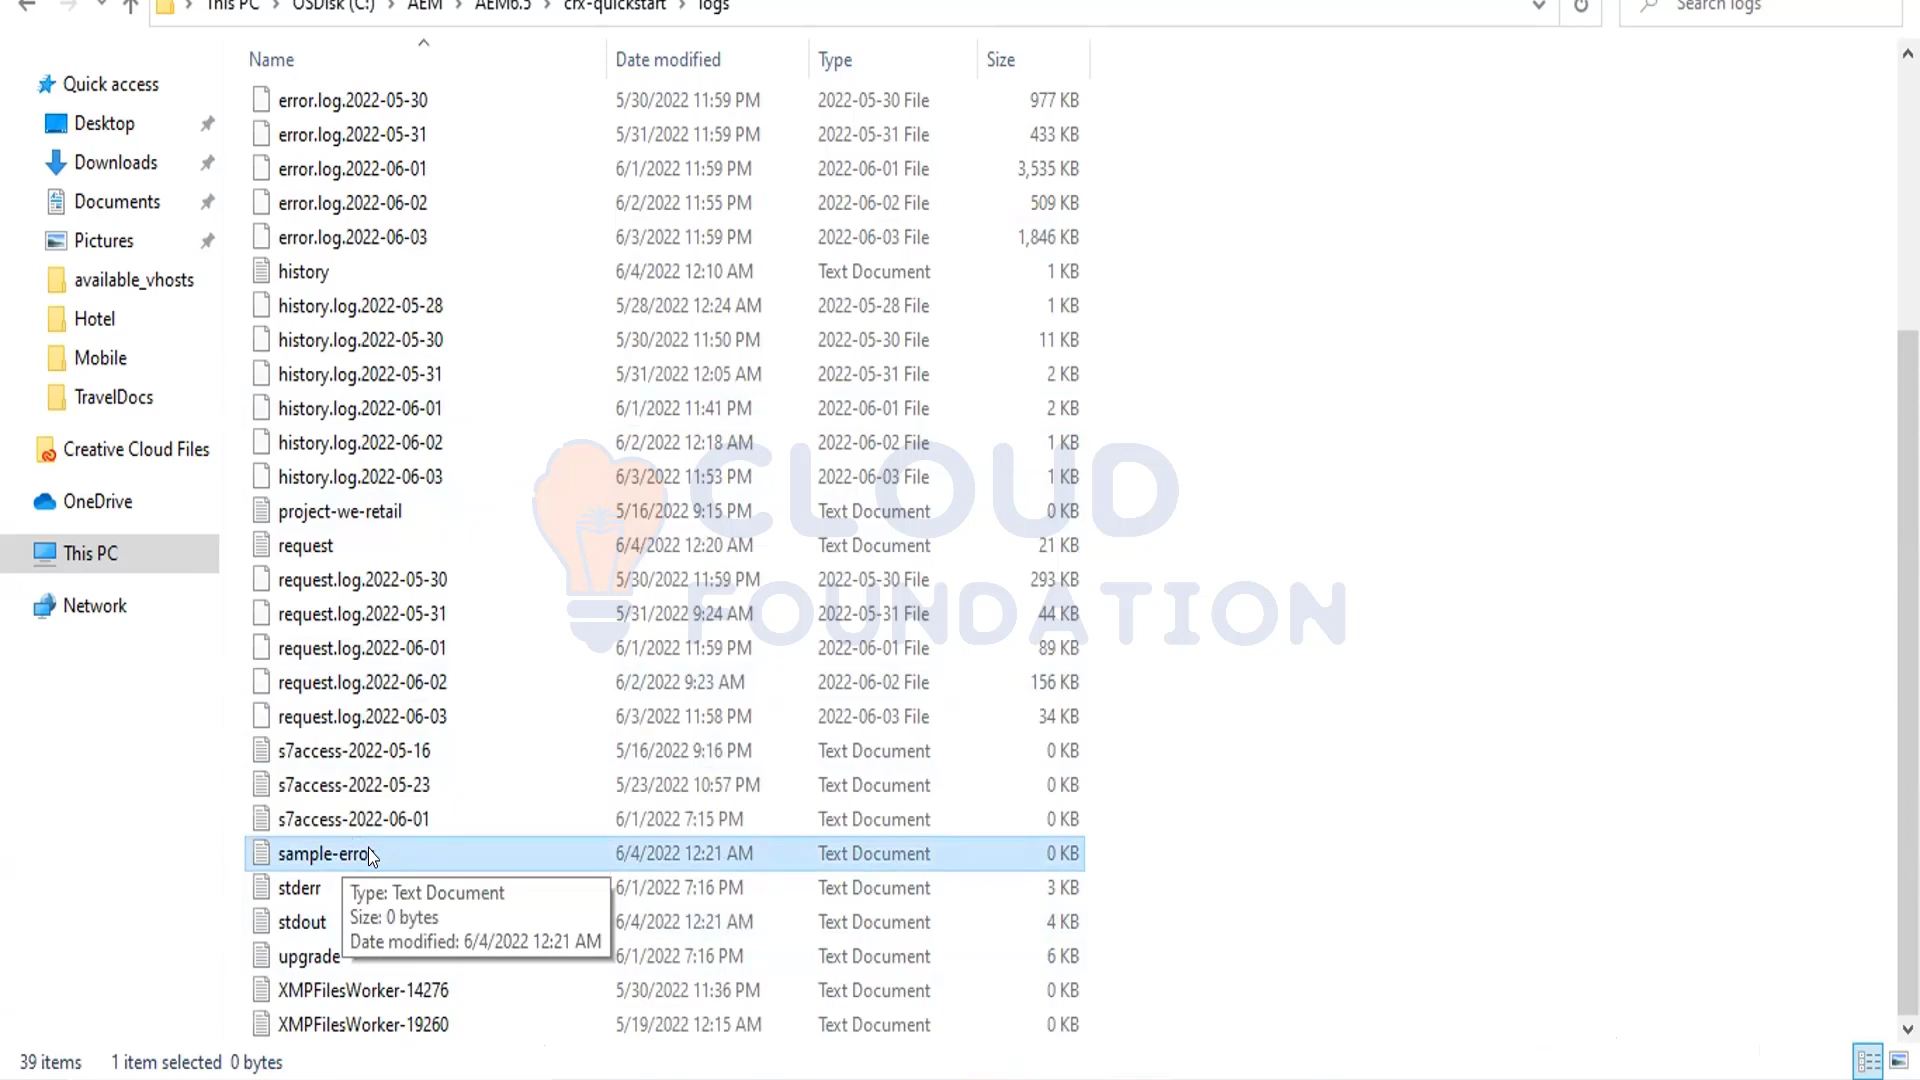 This PC > OSDisk (C:) > AEM > AEM6.5 > crx-quickstart > logs
Search logs
Name Date modified Type Size
Quick access
Desktop
Downloads
Documents
Pictures
available_vhosts
Hotel
Mobile
TravelDocs
Creative Cloud Files
OneDrive
This PC
Network
error.log.2022-05-30 5/30/2022 11:59 PM 2022-05-30 File 977 KB
error.log.2022-05-31 5/31/2022 11:59 PM 2022-05-31 File 433 KB
error.log.2022-06-01 6/1/2022 11:59 PM 2022-06-01 File 3,535 KB
error.log.2022-06-02 6/2/2022 11:55 PM 2022-06-02 File 509 KB
error.log.2022-06-03 6/3/2022 11:59 PM 2022-06-03 File 1,846 KB
history 6/4/2022 12:10 AM Text Document 1 KB
history.log.2022-05-28 5/28/2022 12:24 AM 2022-05-28 File 1 KB
history.log.2022-05-30 5/30/2022 11:50 PM 2022-05-30 File 11 KB
history.log.2022-05-31 5/31/2022 12:05 AM 2022-05-31 File 2 KB
history.log.2022-06-01 6/1/2022 11:41 PM 2022-06-01 File 2 KB
history.log.2022-06-02 6/2/2022 12:18 AM 2022-06-02 File 1 KB
history.log.2022-06-03 6/3/2022 11:53 PM 2022-06-03 File 1 KB
project-we-retail 5/16/2022 9:15 PM Text Document 0 KB
request 6/4/2022 12:20 AM Text Document 21 KB
request.log.2022-05-30 5/30/2022 11:59 PM 2022-05-30 File 293 KB
request.log.2022-05-31 5/31/2022 9:24 AM 2022-05-31 File 44 KB
request.log.2022-06-01 6/1/2022 11:59 PM 2022-06-01 File 89 KB
request.log.2022-06-02 6/2/2022 9:23 AM 2022-06-02 File 156 KB
request.log.2022-06-03 6/3/2022 11:58 PM 2022-06-03 File 34 KB
s7access-2022-05-16 5/16/2022 9:16 PM Text Document 0 KB
s7access-2022-05-23 5/23/2022 10:57 PM Text Document 0 KB
s7access-2022-06-01 6/1/2022 7:15 PM Text Document 0 KB
sample-error 6/4/2022 12:21 AM Text Document 0 KB
stderr 6/1/2022 7:16 PM Text Document 3 KB
stdout 6/4/2022 12:21 AM Text Document 4 KB
upgrade 6/1/2022 7:16 PM Text Document 6 KB
XMPFilesWorker-14276 5/30/2022 11:36 PM Text Document 0 KB
XMPFilesWorker-19260 5/19/2022 12:15 AM Text Document 0 KB
Type: Text Document
Size: 0 bytes
Date modified: 6/4/2022 12:21 AM
CLOUD
FOUNDATION
39 items 1 item selected 0 bytes